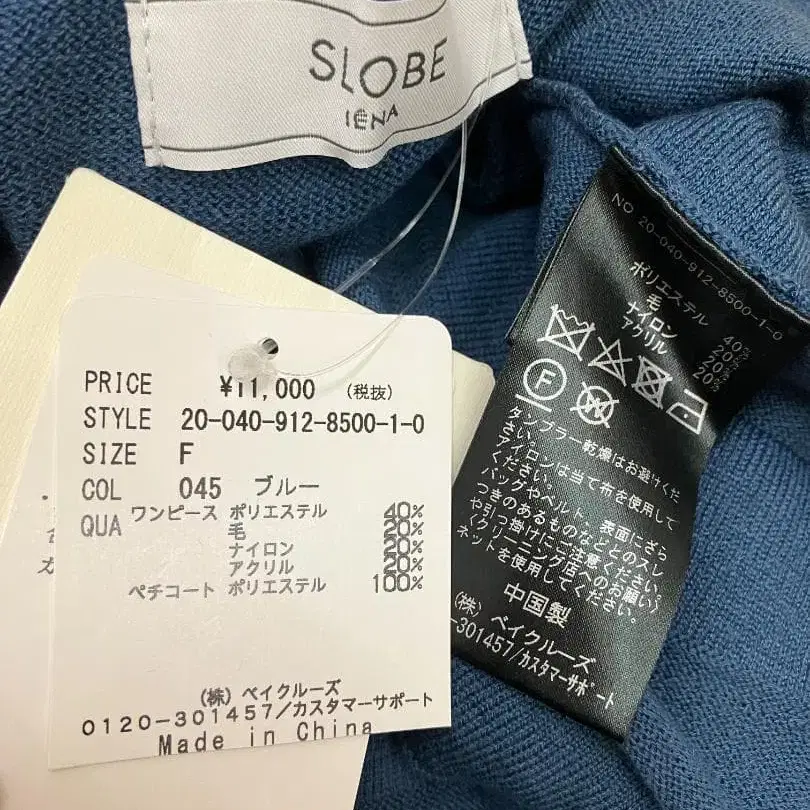 SLOBE
IÉNA
PRICE ¥11,000 (税抜)
STYLE 20-040-912-8500-1-0
SIZE F
COL 045 ブルー
QUA ワンピース ポリエステル 40%
毛 20%
ナイロン 20%
アクリル 20%
ペチコート ポリエステル 100%
(株) ベイクルーズ
0120-301457/カスタマーサポート
Made in China
NO 20-040-912-8500-1-0
ポリエステル 40%
毛 20%
ナイロン 20%
アクリル 20%
F
W
タンブラー乾燥はお避けくだ
さい。
アイロンは当て布を使用して
ください。
バッグやベルト、表面にざら
つきのあるものなどとのスレ
や引っ掛けにご注意ください。
〈クリーニング店へのお願い〉
ネットを使用してください。
中国製
(株) ベイクルーズ
-301457/カスタマーサポート